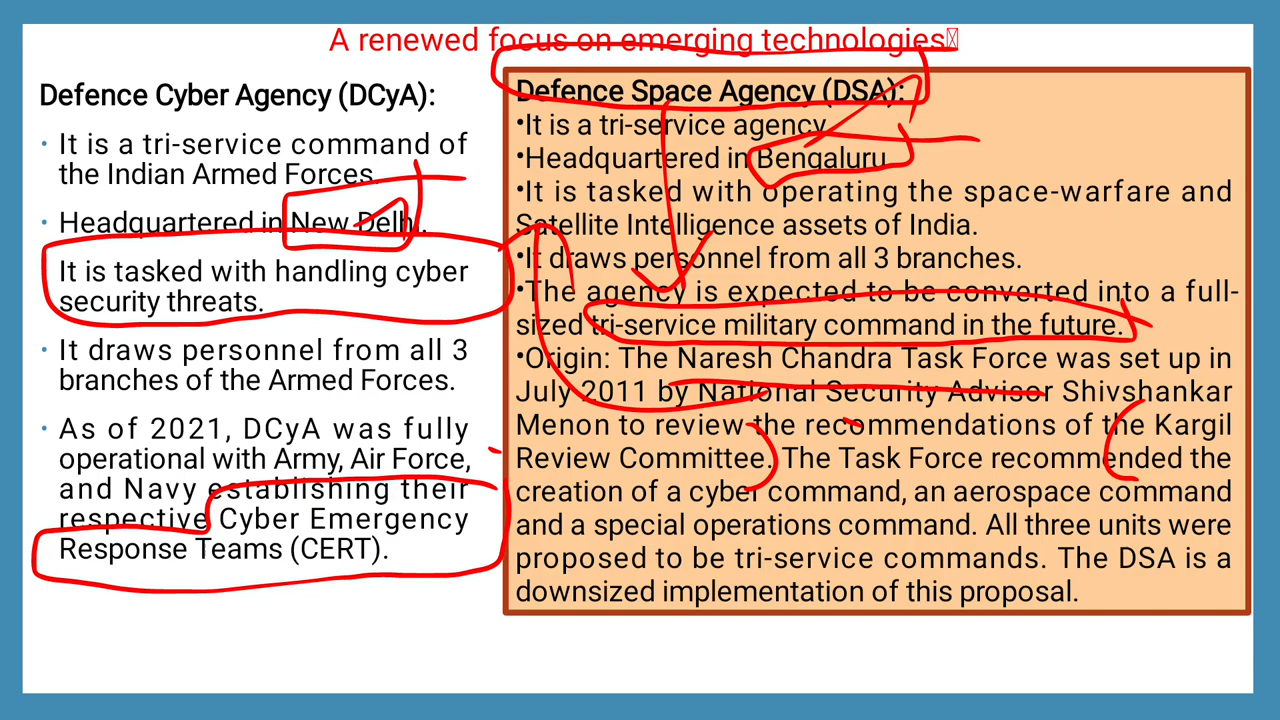 A renewed focus on emerging technologies
Defence Cyber Agency (DCyA):
• It is a tri-service command of
the Indian Armed Forces.
• Headquartered in New Delhi.
It is tasked with handling cyber
security threats.
• It draws personnel from all 3
branches of the Armed Forces.
• As of 2021, DCyA was fully
operational with Army, Air Force,
and Navy establishing their
respective Cyber Emergency
Response Teams (CERT).
Defence Space Agency (DSA):
•It is a tri-service agency
•Headquartered in Bengaluru
•It is tasked with operating the space-warfare and
Satellite Intelligence assets of India.
•It draws personnel from all 3 branches.
•The agency is expected to be converted into a full-
sized tri-service military command in the future.
•Origin: The Naresh Chandra Task Force was set up in
July 2011 by National Security Advisor Shivshankar
Menon to review the recommendations of the Kargil
Review Committee. The Task Force recommended the
creation of a cyber command, an aerospace command
and a special operations command. All three units were
proposed to be tri-service commands. The DSA is a
downsized implementation of this proposal.